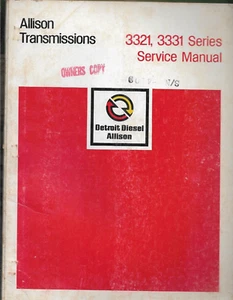 Allison
Transmissions
3321, 3331 Series
Service Manual
OWNERS COPY
Detroit Diesel
Allison